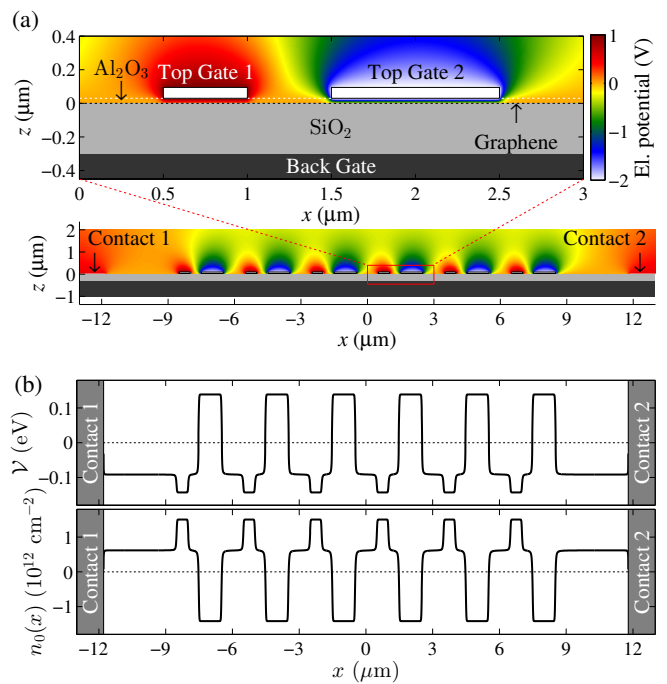 (a)
0.4
0.2
0
−0.2
−0.4
z (μm)
Al₂O₃
Top Gate 1
Top Gate 2
SiO₂
Graphene
Back Gate
0
0.5
1
1.5
2
2.5
3
x (μm)
1
0
−1
−2
El. potential (V)
2
1
0
−1
z (μm)
Contact 1
Contact 2
−12
−9
−6
−3
0
3
6
9
12
x (μm)
(b)
0.1
0
−0.1
𝒱 (eV)
Contact 1
Contact 2
1
0
−1
n₀(x) (10¹² cm⁻²)
Contact 1
Contact 2
−12
−9
−6
−3
0
3
6
9
12
x (μm)